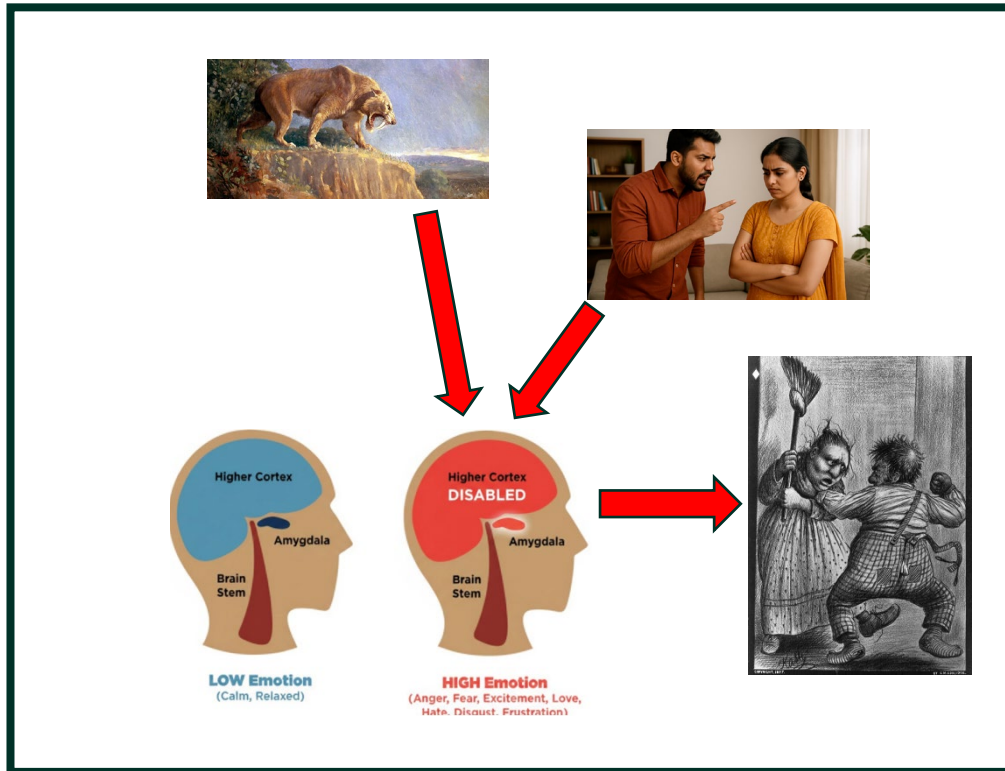 Higher Cortex
Amygdala
Brain
Stem
LOW Emotion
(Calm, Relaxed)
Higher Cortex
DISABLED
Amygdala
Brain
Stem
HIGH Emotion
(Anger, Fear, Excitement, Love,
Hate, Disgust, Frustration)